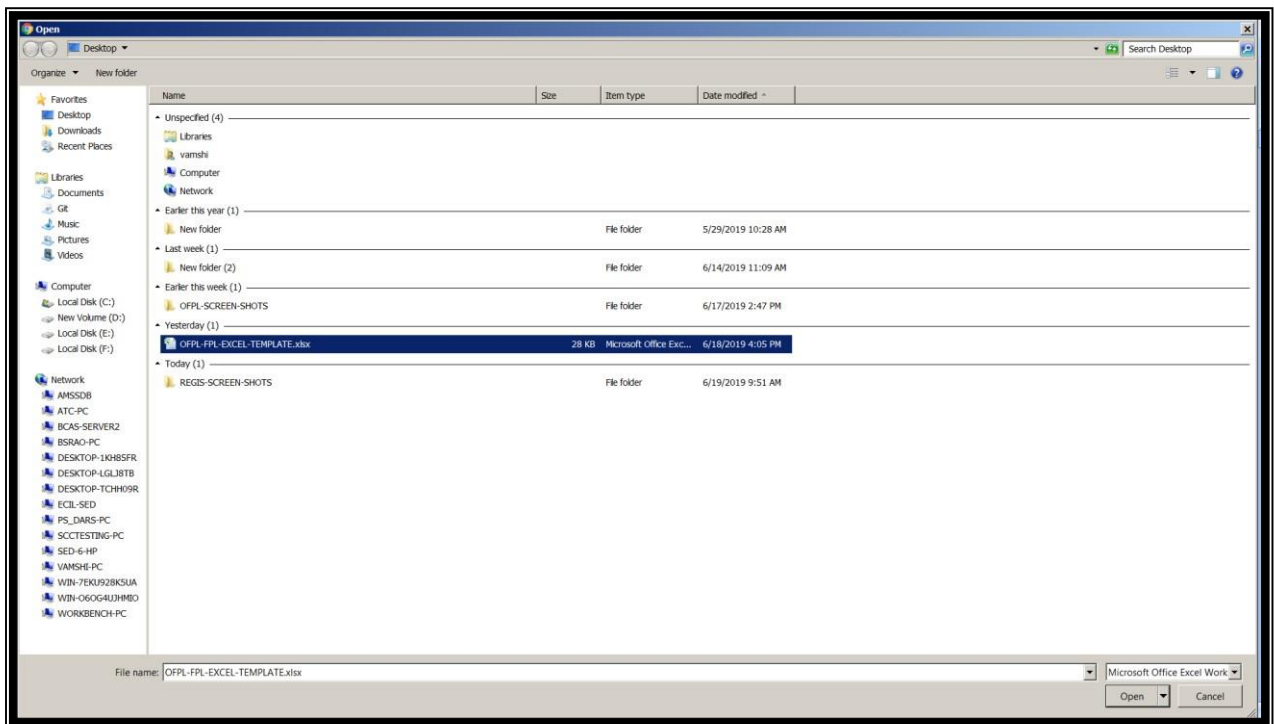 Open
Desktop
Search Desktop
Organize New folder
Favorites
Desktop
Downloads
Recent Places
Libraries
Documents
Git
Music
Pictures
Videos
Computer
Local Disk (C:)
New Volume (D:)
Local Disk (E:)
Local Disk (F:)
Network
AMSSDB
ATC-PC
BCAS-SERVER2
BSRAO-PC
DESKTOP-1KH8SFR
DESKTOP-LGLJ8TB
DESKTOP-TCHH09R
ECIL-SED
PS_DARS-PC
SCCTESTING-PC
SED-6-HP
VAMSHI-PC
WIN-7EKU928K5UA
WIN-O6OG4UJHMIO
WORKBENCH-PC
Name Size Item type Date modified
Unspecified (4)
Libraries
vamshi
Computer
Network
Earlier this year (1)
New folder File folder 5/29/2019 10:28 AM
Last week (1)
New folder (2) File folder 6/14/2019 11:09 AM
Earlier this week (1)
OFPL-SCREEN-SHOTS File folder 6/17/2019 2:47 PM
Yesterday (1)
OFPL-FPL-EXCEL-TEMPLATE.xlsx 28 KB Microsoft Office Exc... 6/18/2019 4:05 PM
Today (1)
REGIS-SCREEN-SHOTS File folder 6/19/2019 9:51 AM
File name: OFPL-FPL-EXCEL-TEMPLATE.xlsx Microsoft Office Excel Work
Open Cancel